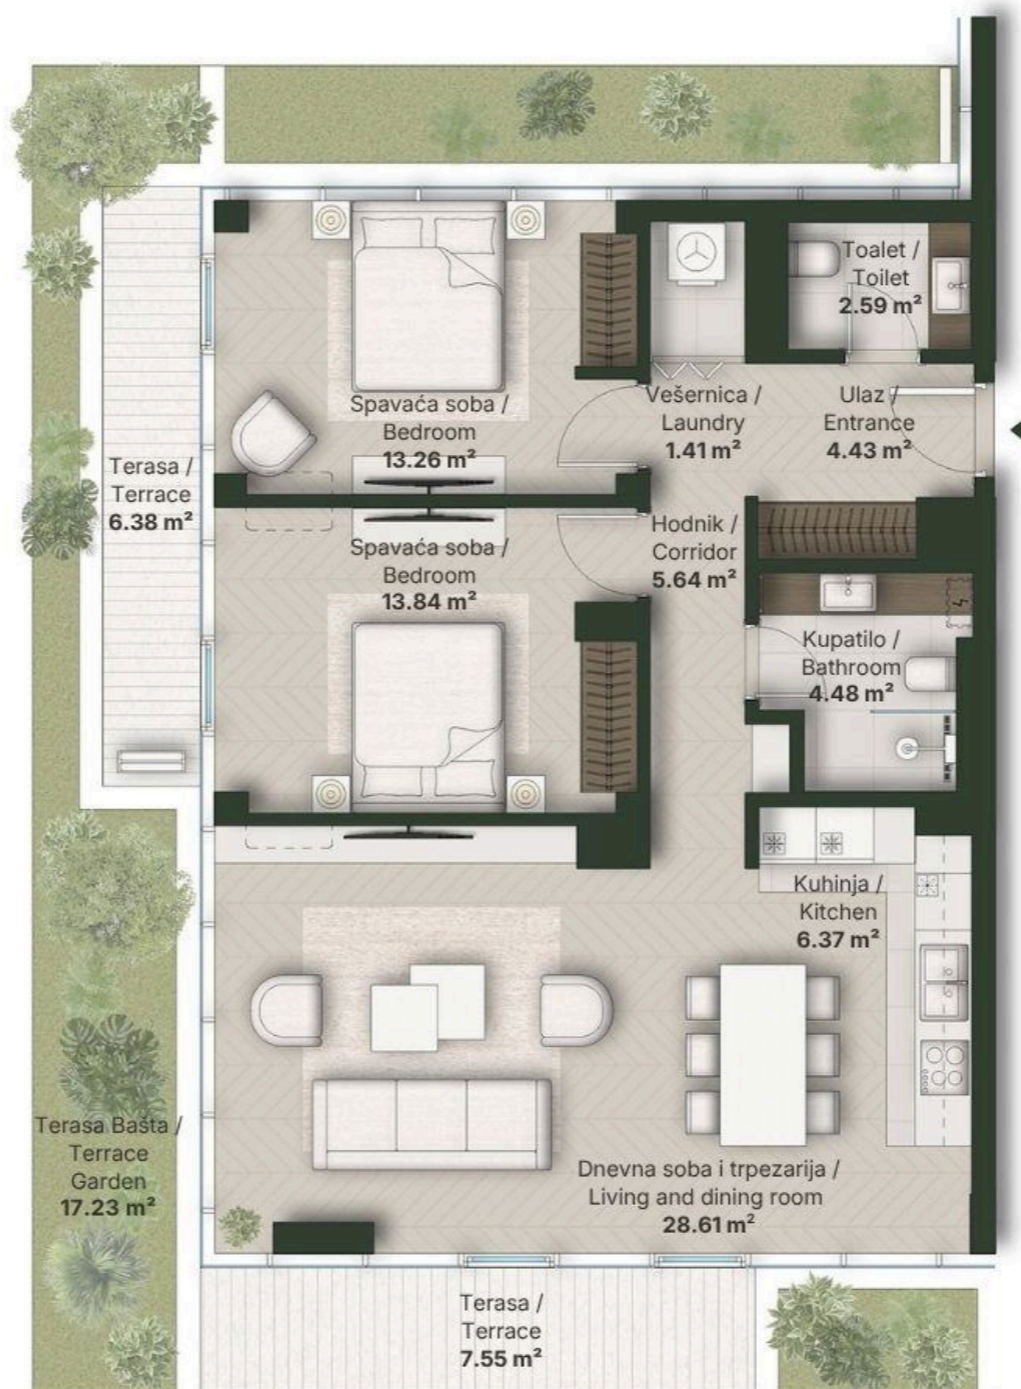 Toalet /
Toilet
2.59 m²
Spavaća soba /
Bedroom
13.26 m²
Vešernica /
Laundry
1.41 m²
Ulaz /
Entrance
4.43 m²
Terasa /
Terrace
6.38 m²
Spavaća soba /
Bedroom
13.84 m²
Hodnik /
Corridor
5.64 m²
Kupatilo /
Bathroom
4.48 m²
Kuhinja /
Kitchen
6.37 m²
Terasa Bašta /
Terrace
Garden
17.23 m²
Dnevna soba i trpezarija /
Living and dining room
28.61 m²
Terasa /
Terrace
7.55 m²